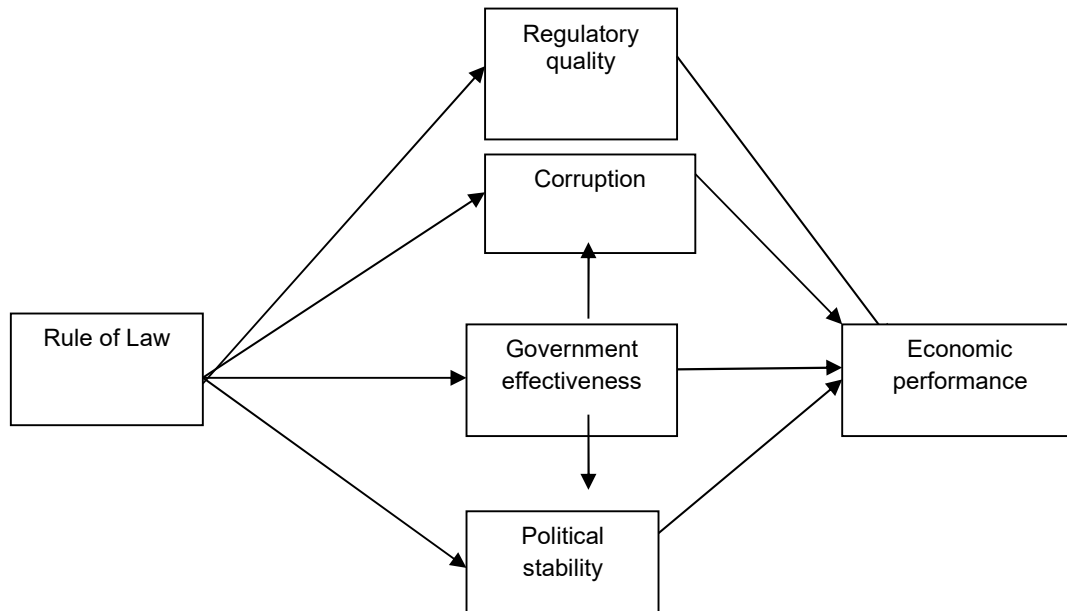 Regulatory
quality
Corruption
Rule of Law
Government
effectiveness
Economic
performance
Political
stability